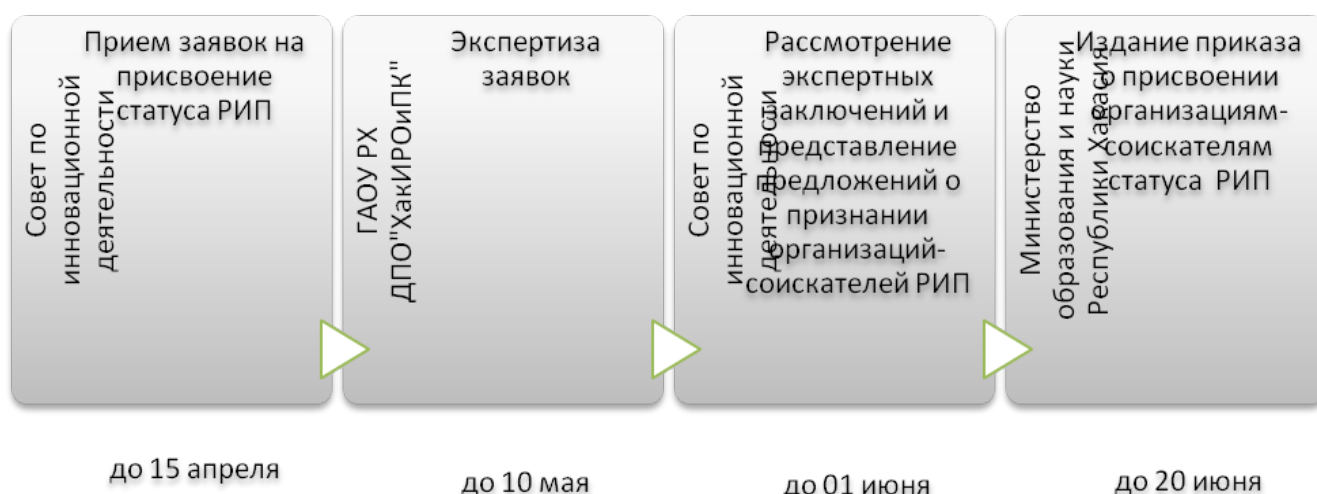 Совет по
инновационной
деятельности
Прием заявок на
присвоение
статуса РИП
ГАОУ РХ
ДПО"ХакИРОиПК"
Экспертиза
заявок
Совет по
инновационной
деятельности
Рассмотрение
экспертных
заключений и
представление
предложений о
признании
организаций-
соискателей РИП
Министерство
образования и науки
Республики Хакасия
Издание приказа
о присвоении
организациям-
соискателям
статуса РИП
до 15 апреля
до 10 мая
до 01 июня
до 20 июня